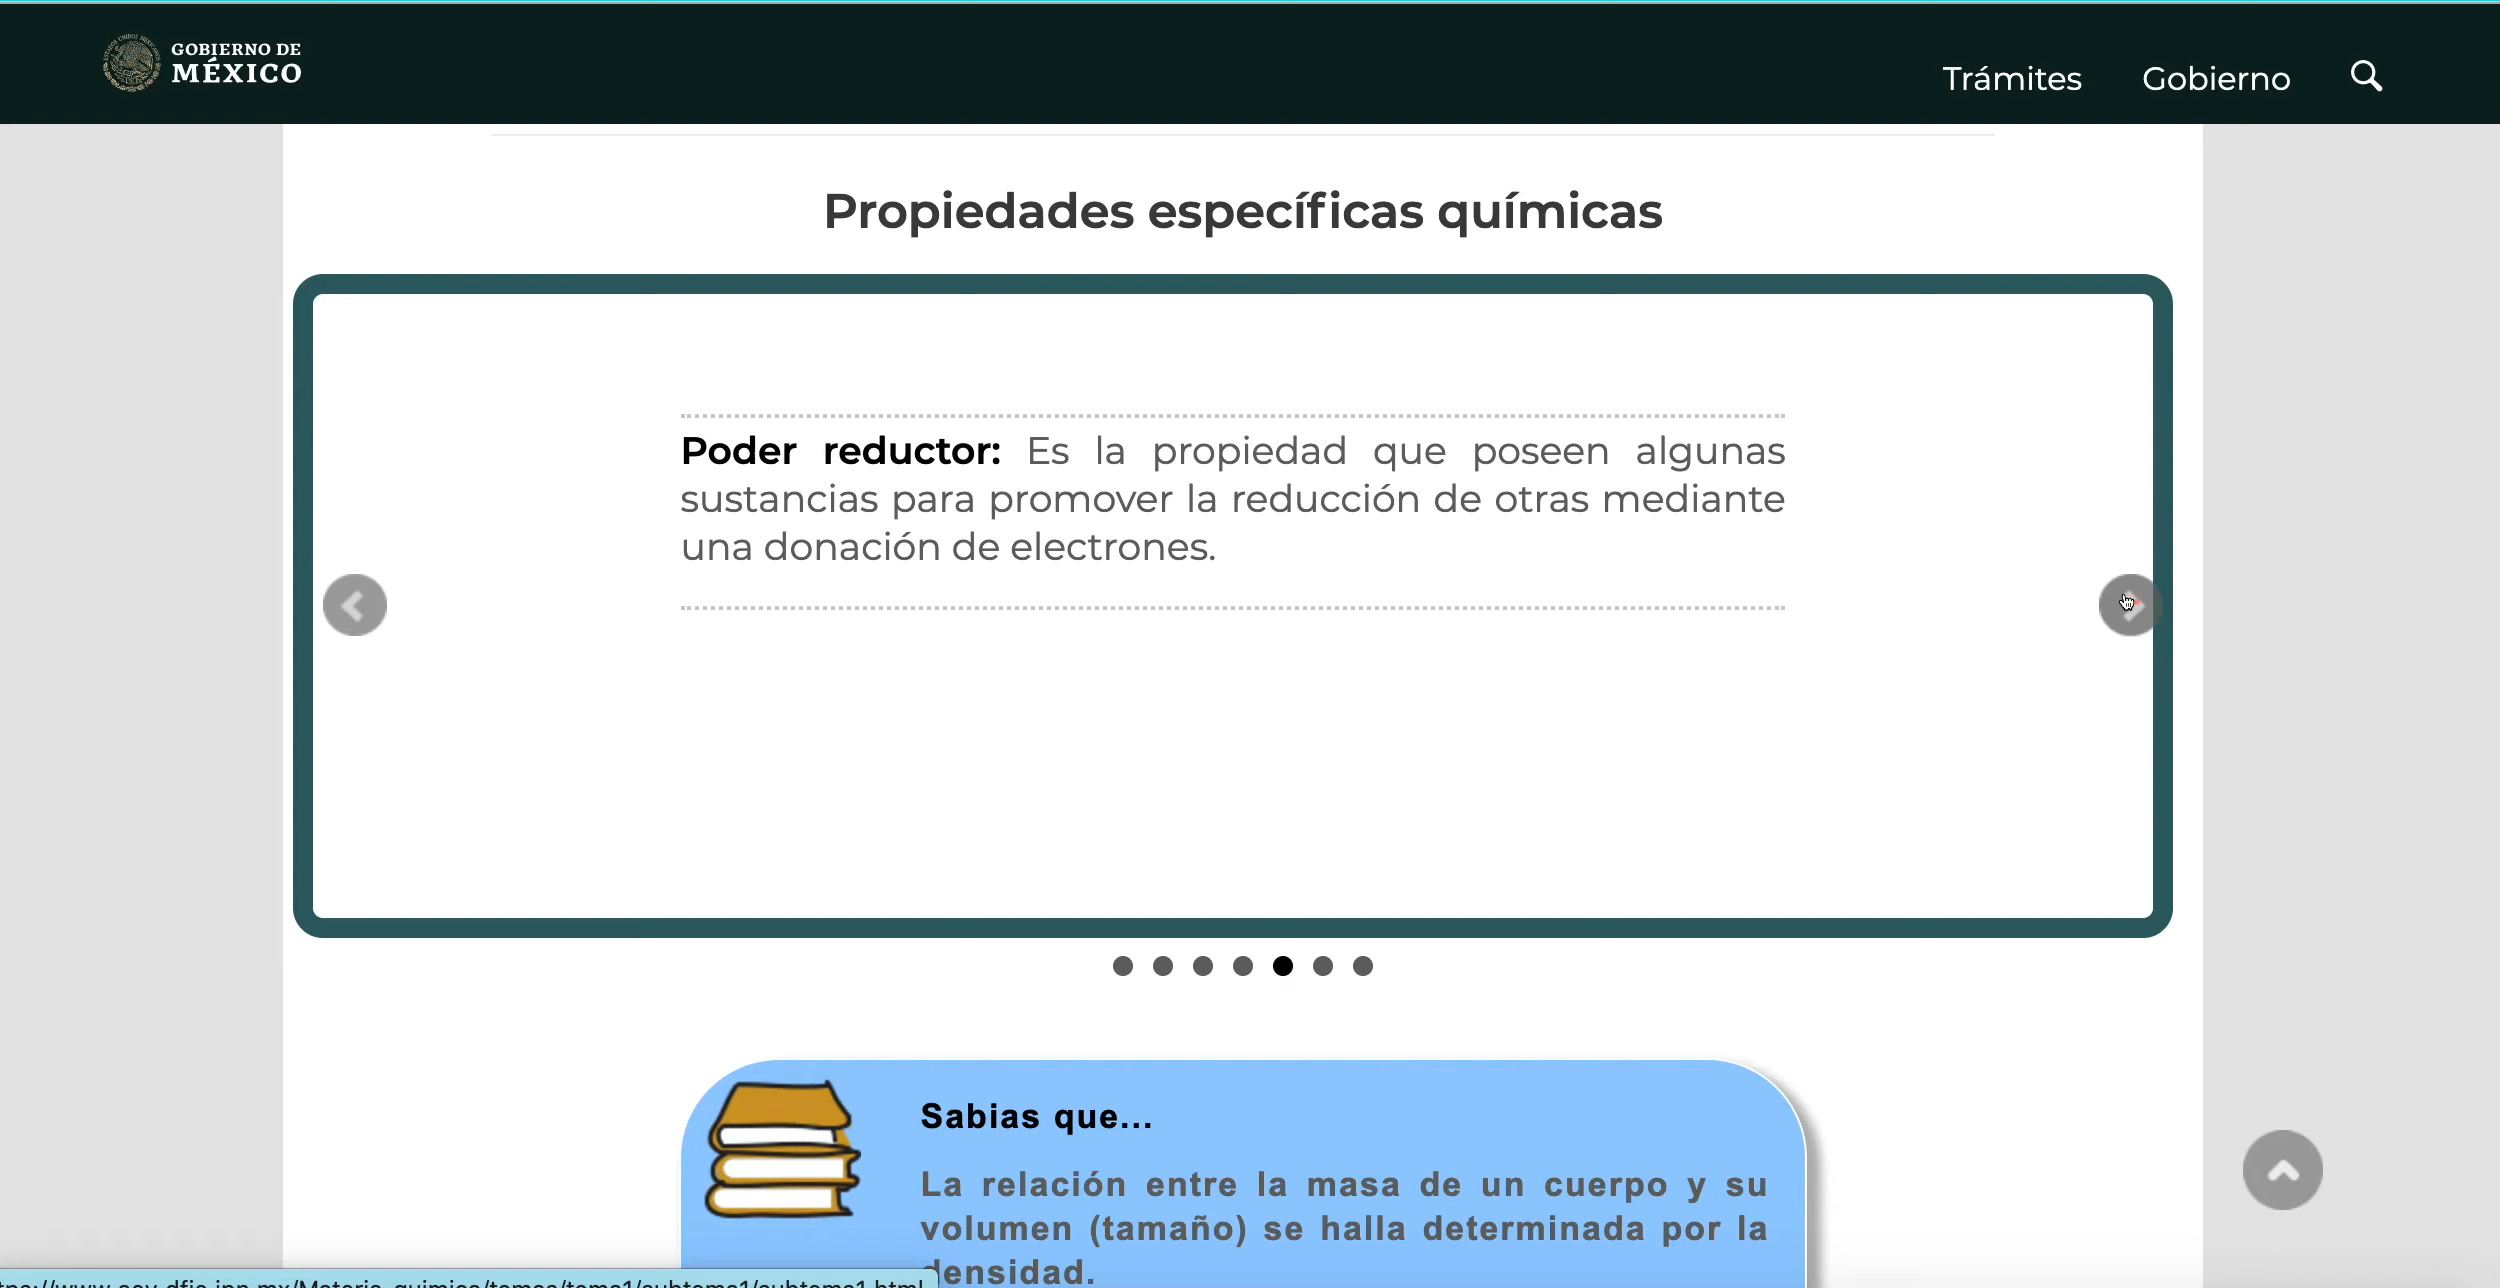 GOBIERNO DE
MÉXICO
Trámites
Gobierno
Propiedades específicas químicas
Poder reductor: Es la propiedad que poseen algunas
sustancias para promover la reducción de otras mediante
una donación de electrones.
Sabias que...
La relación entre la masa de un cuerpo y su
volumen (tamaño) se halla determinada por la
densidad.